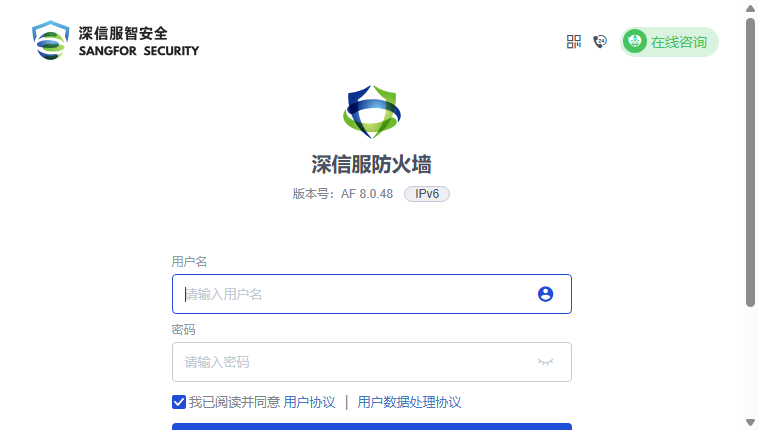 深信服智安全
SANGFOR SECURITY
24
在线咨询
深信服防火墙
版本号：AF 8.0.48 IPv6
用户名
请输入用户名
密码
请输入密码
我已阅读并同意 用户协议 | 用户数据处理协议